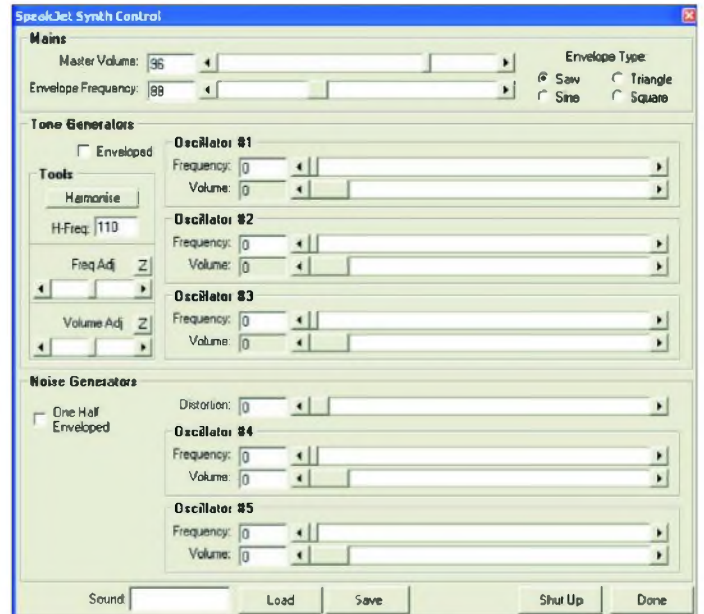 SpeakJet Synth Control
Mains
Master Volume: 96
Envelope Frequency: 88
Envelope Type:
Saw Triangle
Sine Square
Tone Generators
Enveloped
Tools
Harmonise
H-Freq: 110
Freq Adj Z
Volume Adj Z
Oscillator #1
Frequency: 0
Volume: 0
Oscillator #2
Frequency: 0
Volume: 0
Oscillator #3
Frequency: 0
Volume: 0
Noise Generators
One Half
Enveloped
Distortion: 0
Oscillator #4
Frequency: 0
Volume: 0
Oscillator #5
Frequency: 0
Volume: 0
Sound: Load Save Shut Up Done